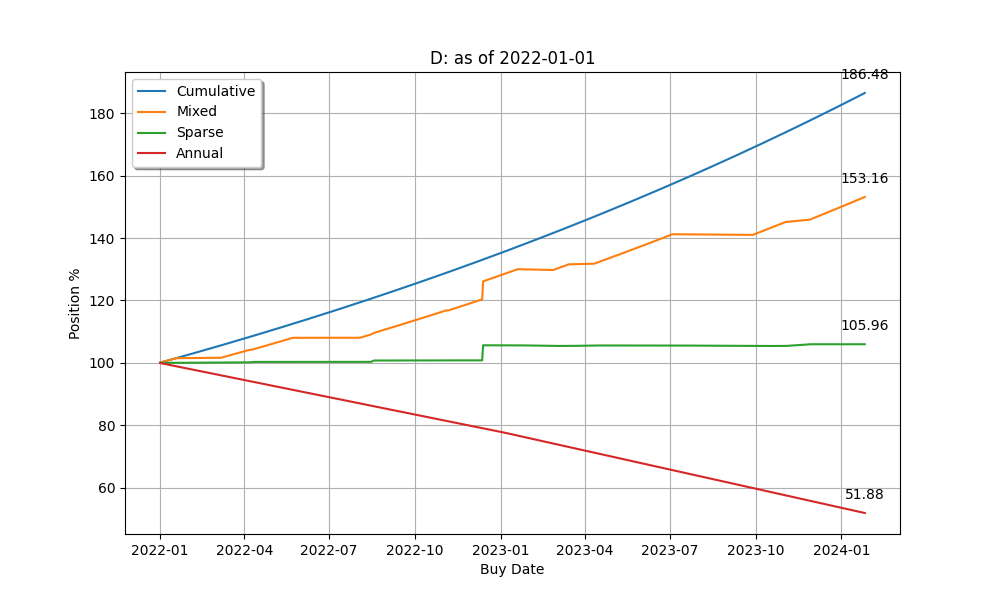 D: as of 2022-01-01
186.48
Cumulative
Mixed
Sparse
Annual
153.16
105.96
51.88
180
160
140
120
100
80
60
Position %
2022-01 2022-04 2022-07 2022-10 2023-01 2023-04 2023-07 2023-10 2024-01
Buy Date